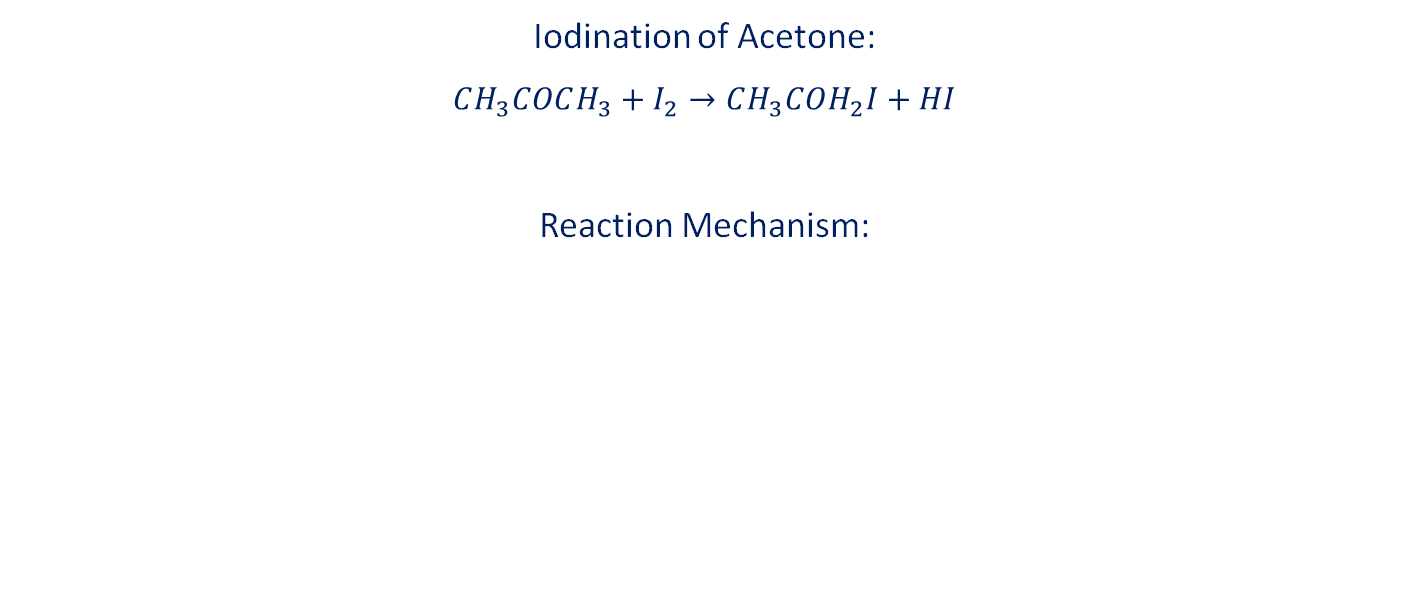 Iodination of Acetone:
CH₃COCH₃ + I₂ → CH₃COH₂I + HI
Reaction Mechanism: